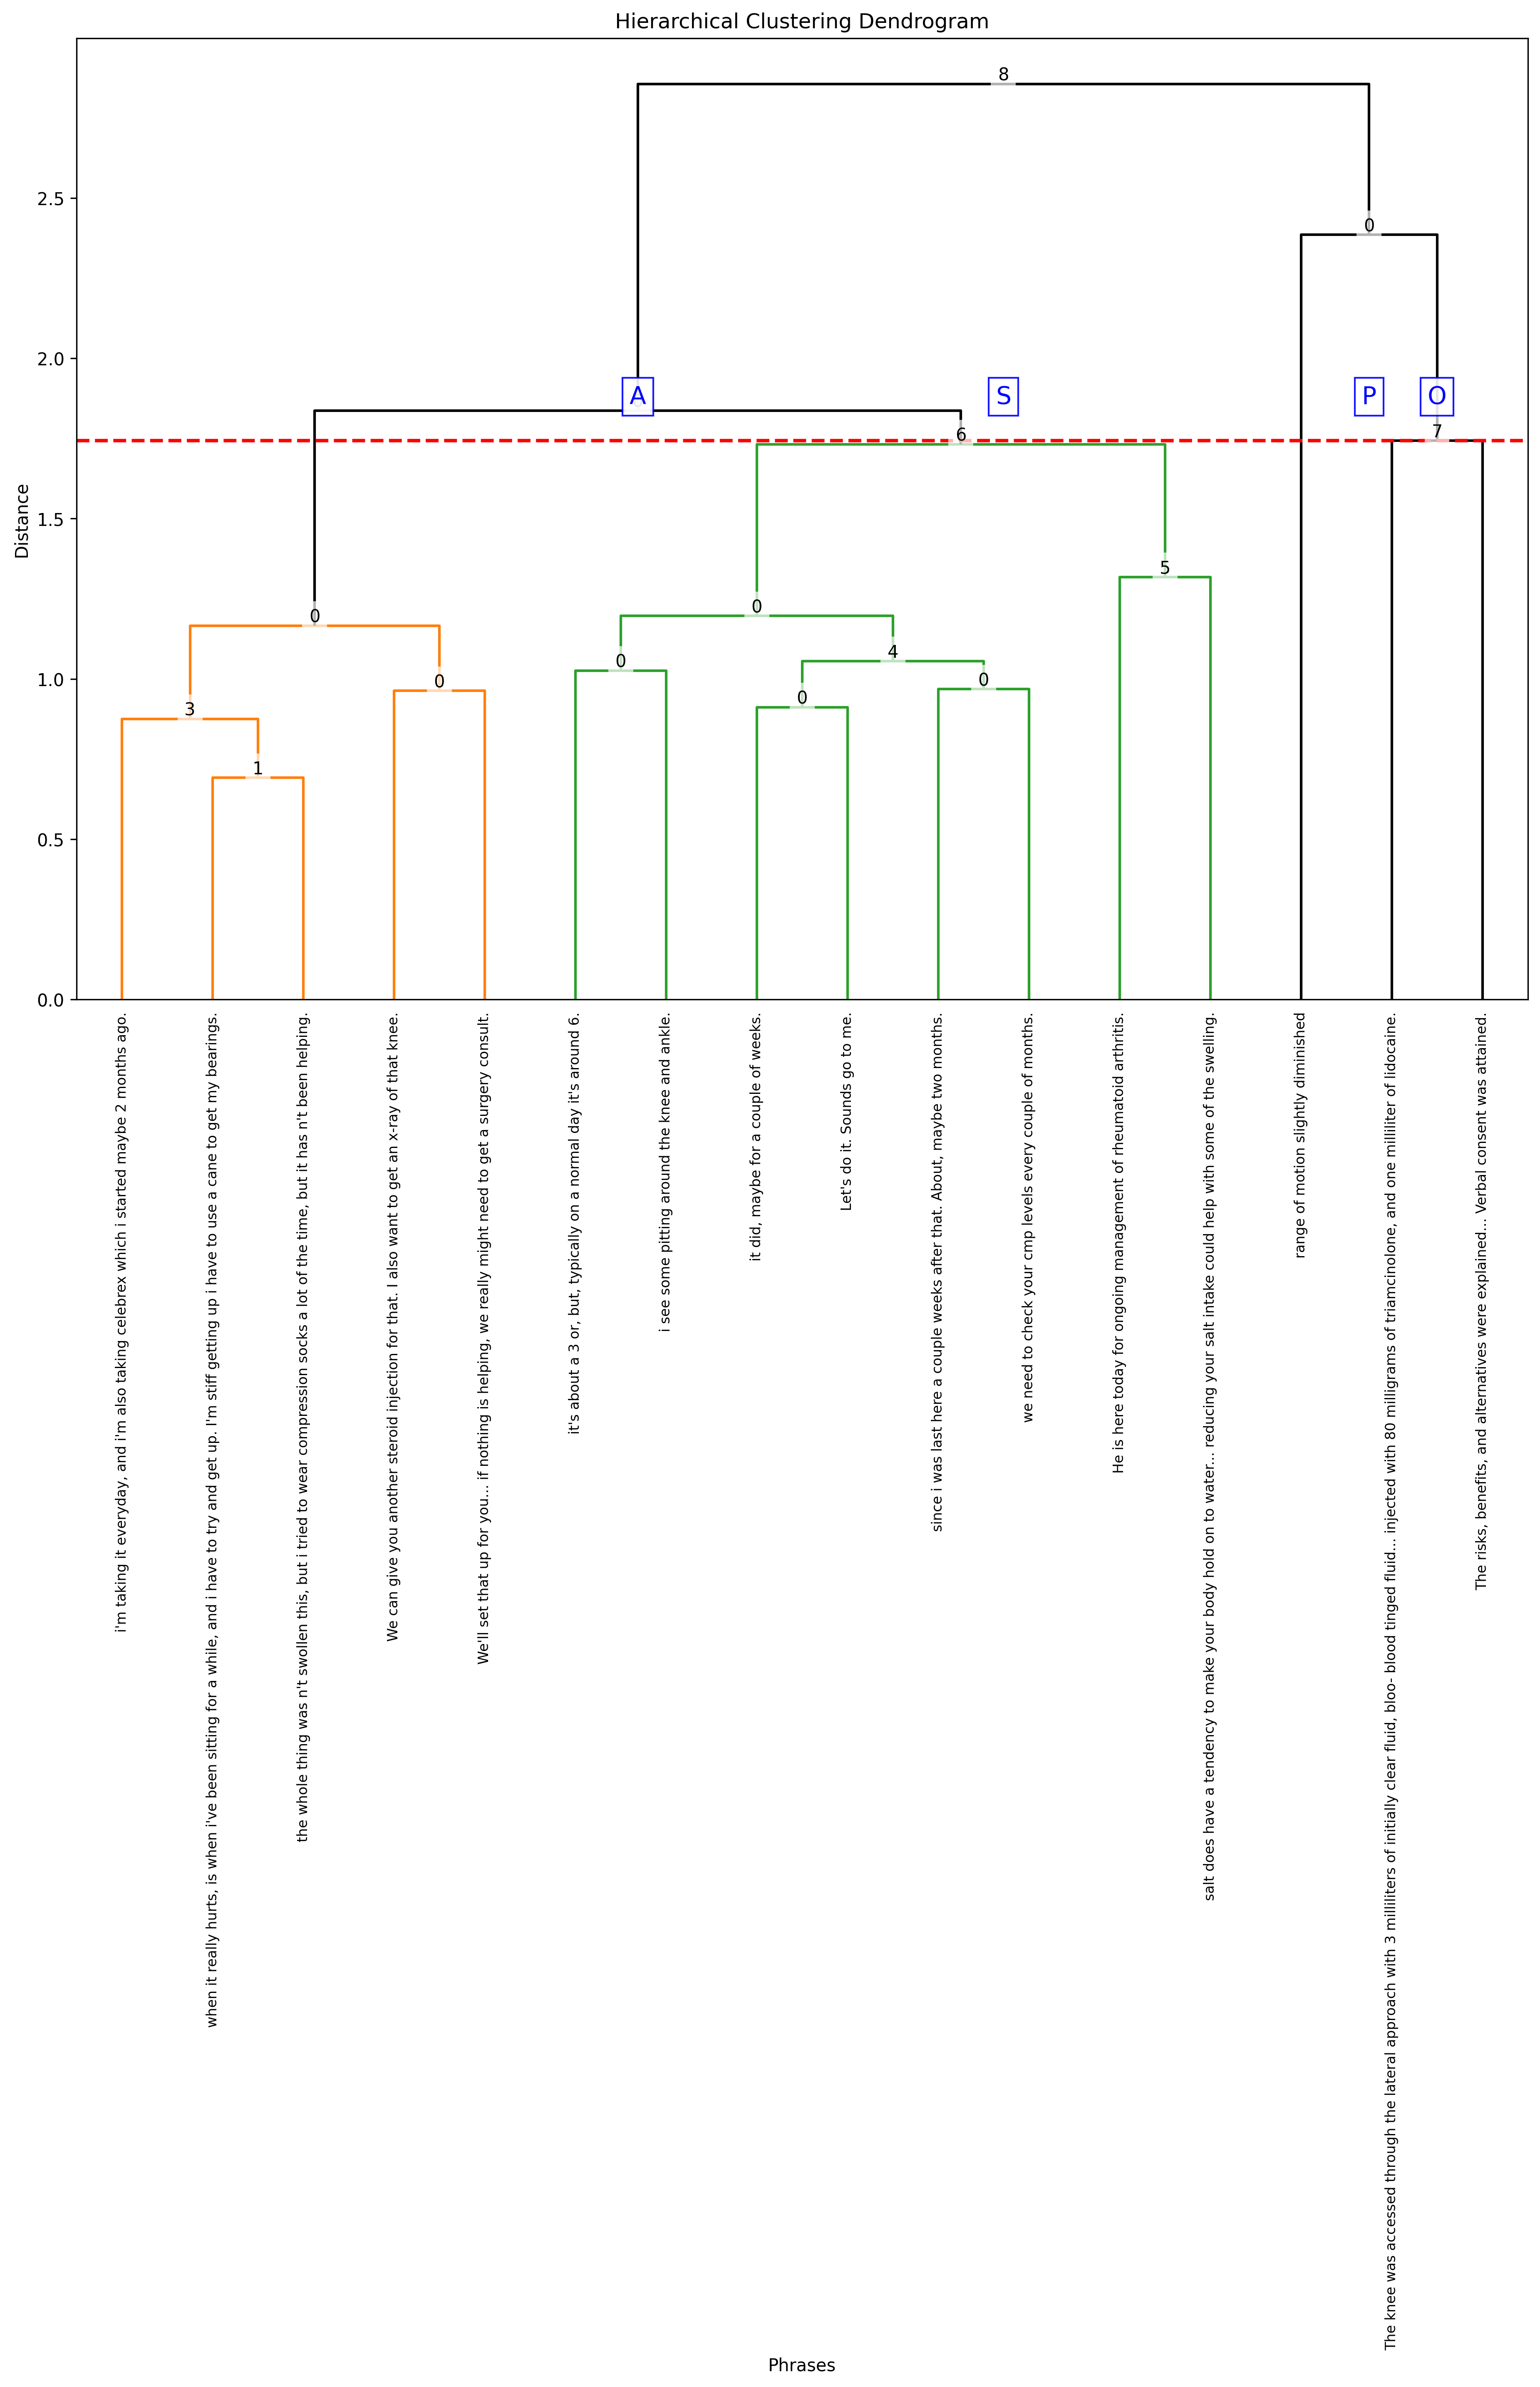 Hierarchical Clustering Dendrogram
8
0
A
S
P
O
6
7
5
0
0
0
4
0
0
0
3
1
2.5
2.0
1.5
1.0
0.5
0.0
Distance
i'm taking it everyday, and i'm also taking celebrex which i started maybe 2 months ago.
when it really hurts, is when i've been sitting for a while, and i have to try and get up. I'm stiff getting up i have to use a cane to get my bearings.
the whole thing was n't swollen this, but i tried to wear compression socks a lot of the time, but it has n't been helping.
We can give you another steroid injection for that. I also want to get an x-ray of that knee.
We'll set that up for you... if nothing is helping, we really might need to get a surgery consult.
it's about a 3 or, but, typically on a normal day it's around 6.
i see some pitting around the knee and ankle.
it did, maybe for a couple of weeks.
Let's do it. Sounds go to me.
since i was last here a couple weeks after that. About, maybe two months.
we need to check your cmp levels every couple of months.
He is here today for ongoing management of rheumatoid arthritis.
salt does have a tendency to make your body hold on to water... reducing your salt intake could help with some of the swelling.
range of motion slightly diminished
The knee was accessed through the lateral approach with 3 milliliters of initially clear fluid, bloo- blood tinged fluid... injected with 80 milligrams of triamcinolone, and one milliliter of lidocaine.
The risks, benefits, and alternatives were explained... Verbal consent was attained.
Phrases